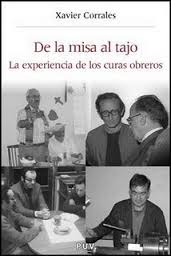 Xavier Corrales
De la misa al tajo
La experiencia de los curas obreros
PUV